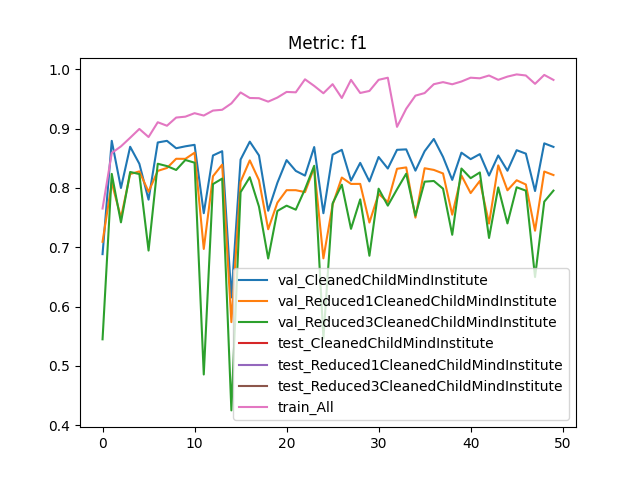 Metric: f1
1.0
0.9
0.8
0.7
0.6
0.5
0.4
val_CleanedChildMindInstitute
val_Reduced1CleanedChildMindInstitute
val_Reduced3CleanedChildMindInstitute
test_CleanedChildMindInstitute
test_Reduced1CleanedChildMindInstitute
test_Reduced3CleanedChildMindInstitute
train_All
0 10 20 30 40 50